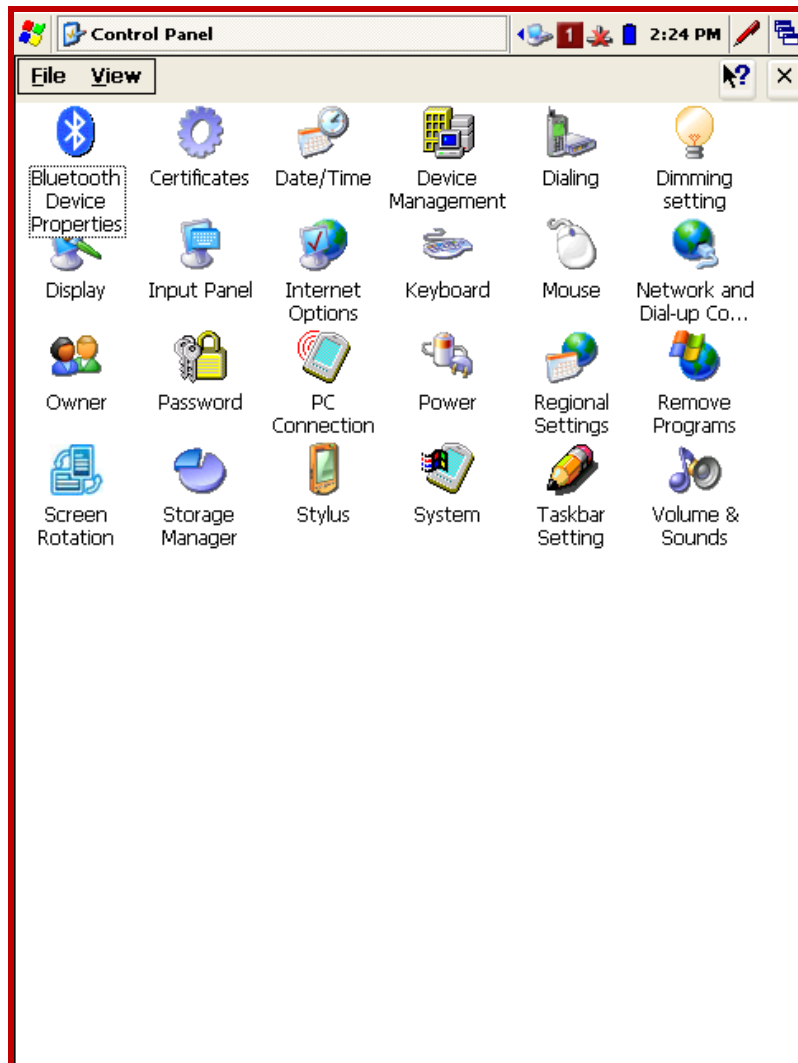 Control Panel
1
2:24 PM
File View
?
Bluetooth Device Properties
Certificates
Date/Time
Device Management
Dialing
Dimming setting
Display
Input Panel
Internet Options
Keyboard
Mouse
Network and Dial-up Co...
Owner
Password
PC Connection
Power
Regional Settings
Remove Programs
Screen Rotation
Storage Manager
Stylus
System
Taskbar Setting
Volume & Sounds